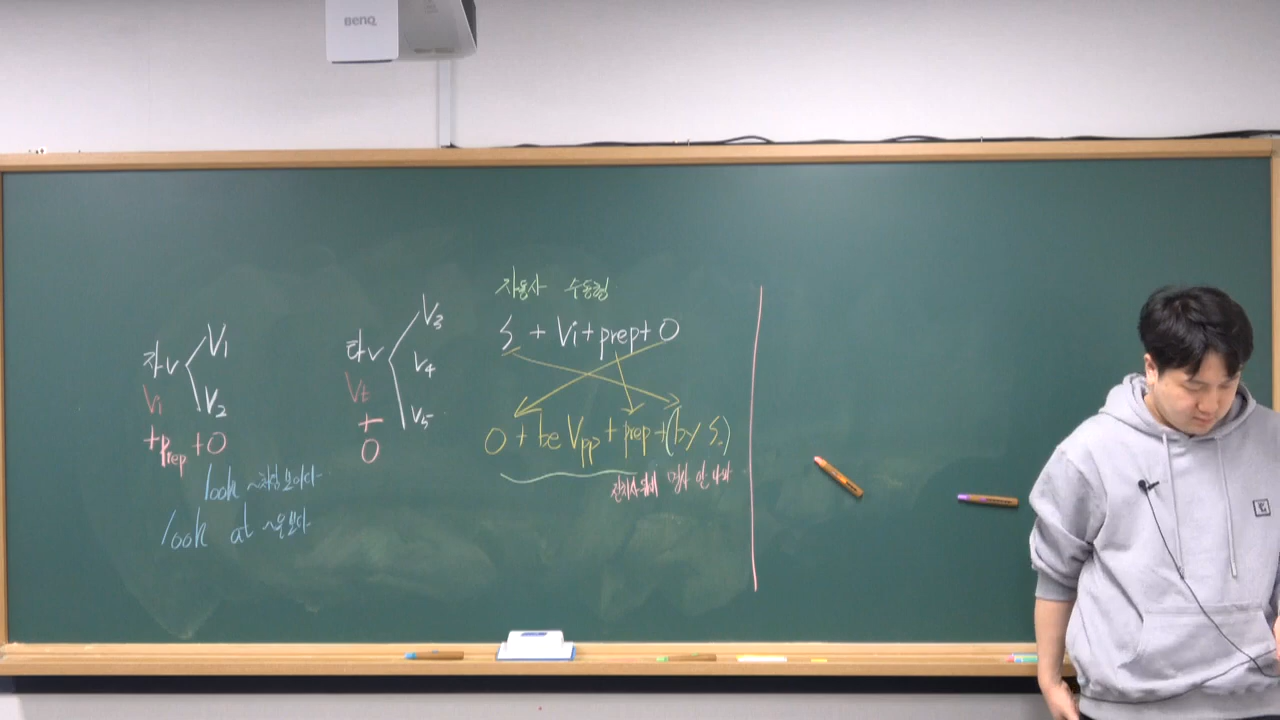 BenQ
자용사 수동형
S + Vi + prep + O
O + be Vpp + prep + (by S)
전치사 뒤에 명사 안 나와
자v
V1
V2
Vi
+prep +O
look ~처럼 보이다
look at ~을 보다
타v
V3
V4
V5
Vt
+
O